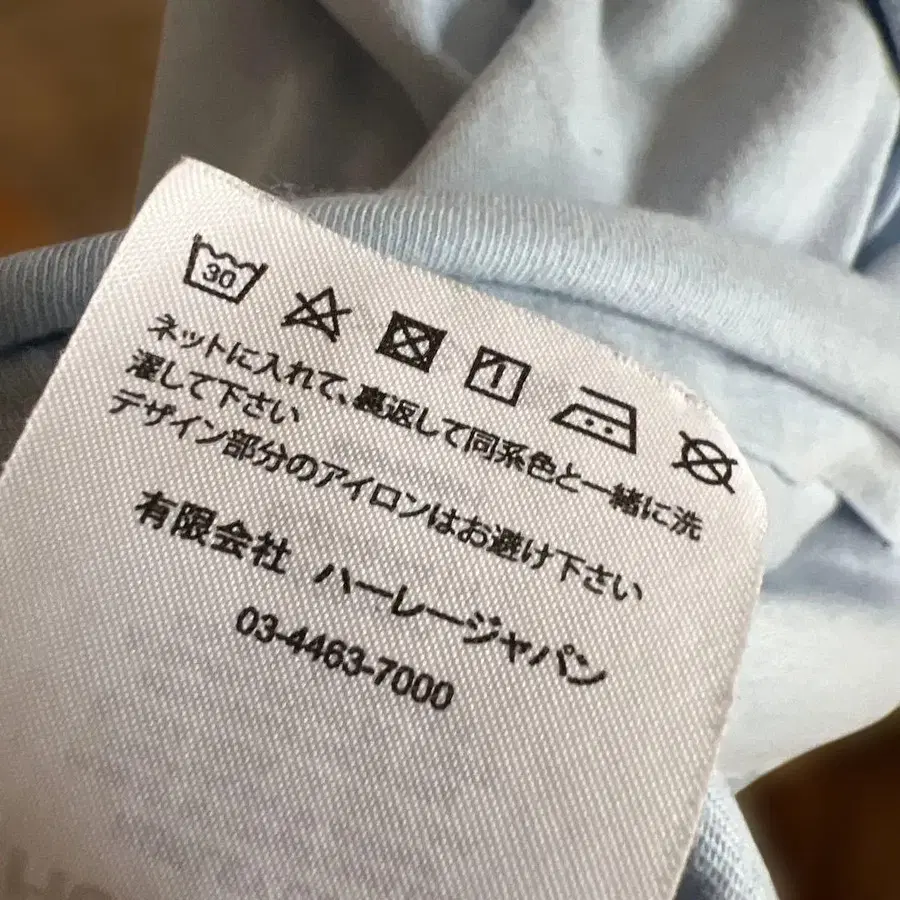 30
ネットに入れて、裏返して同系色と一緒に洗
濯して下さい
デザイン部分のアイロンはお避け下さい
有限会社 ハーレージャパン
03-4463-7000